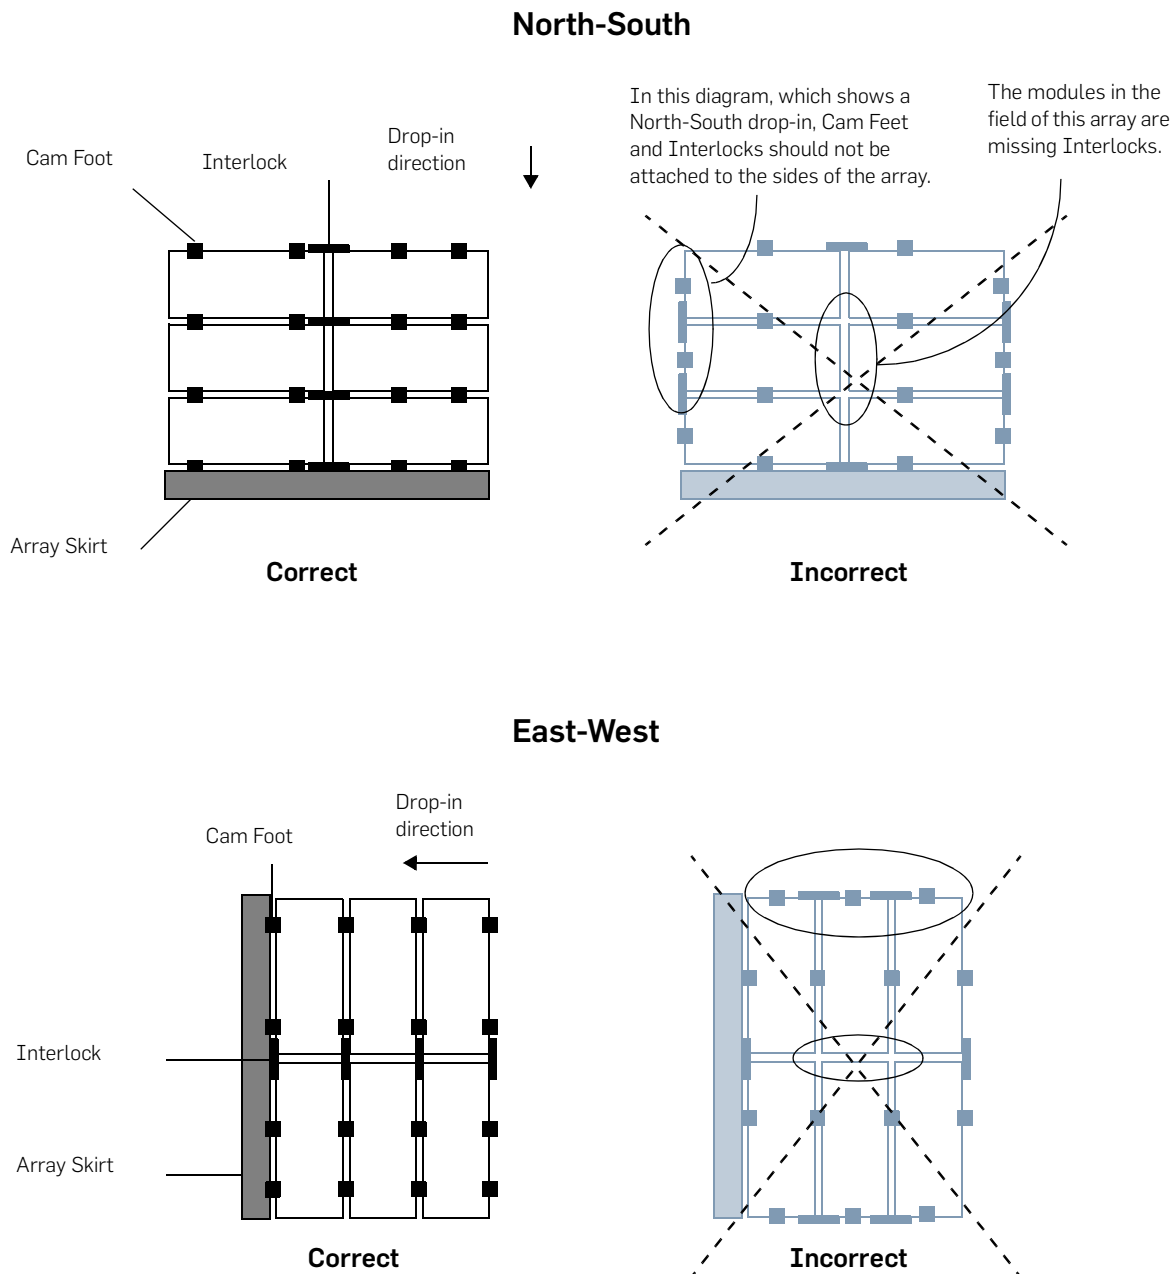 North-South
In this diagram, which shows a
North-South drop-in, Cam Feet
and Interlocks should not be
attached to the sides of the array.
The modules in the
field of this array are
missing Interlocks.
Cam Foot
Interlock
Drop-in
direction
Array Skirt
Correct
Incorrect
East-West
Drop-in
direction
Cam Foot
Interlock
Array Skirt
Correct
Incorrect